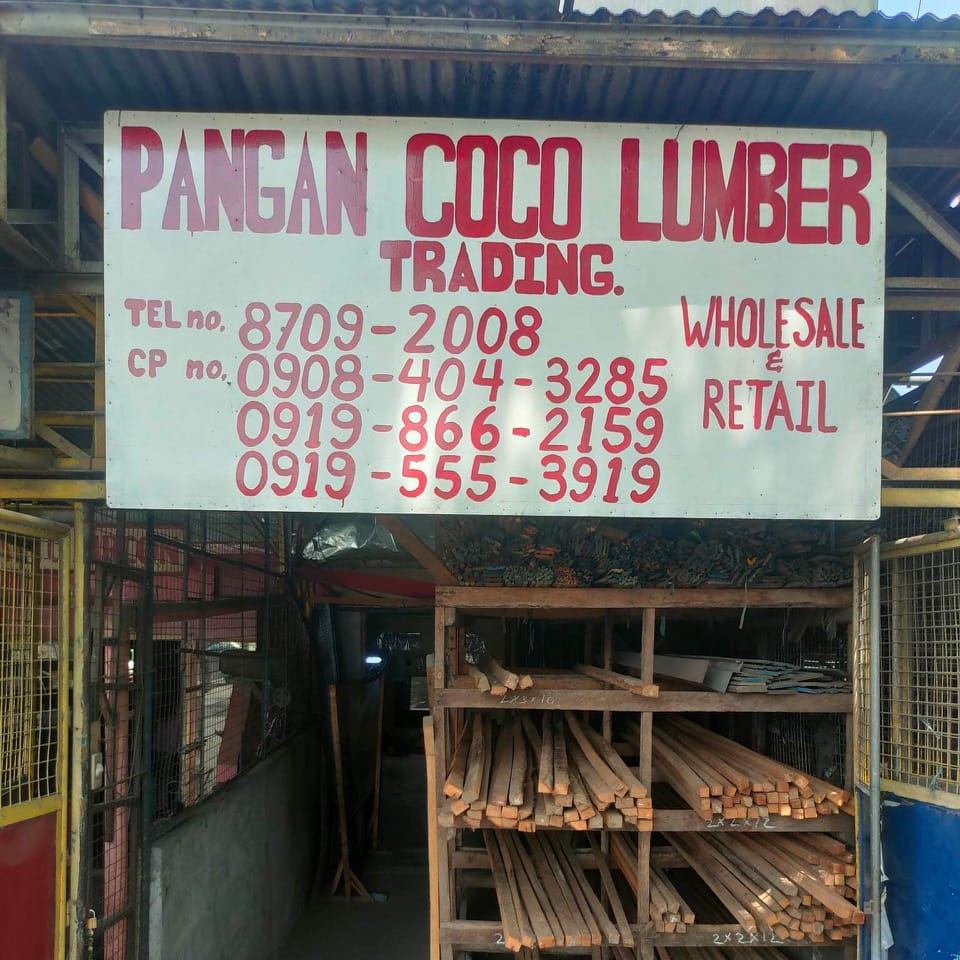 PANGAN COCO LUMBER
TRADING.
TEL no. 8709-2008
CP no. 0908-404-3285
0919-866-2159
0919-555-3919
WHOLESALE
&
RETAIL
2x3x10
2x2x12
2x2x12